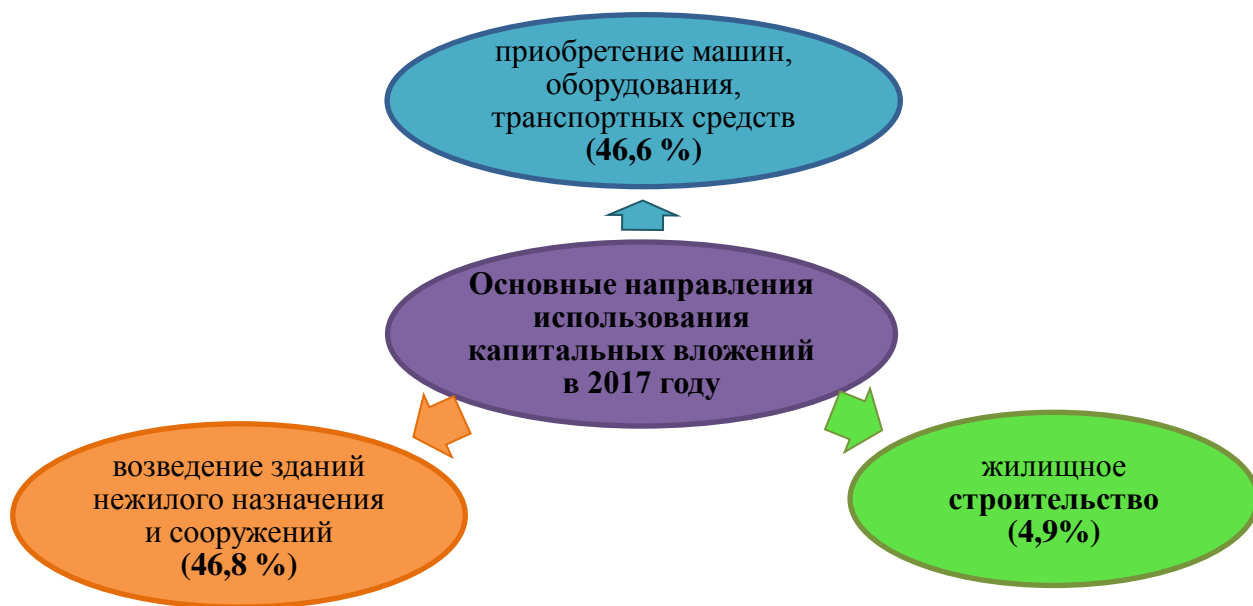 приобретение машин,
оборудования,
транспортных средств
(46,6 %)
Основные направления
использования
капитальных вложений
в 2017 году
возведение зданий
нежилого назначения
и сооружений
(46,8 %)
жилищное
строительство
(4,9%)